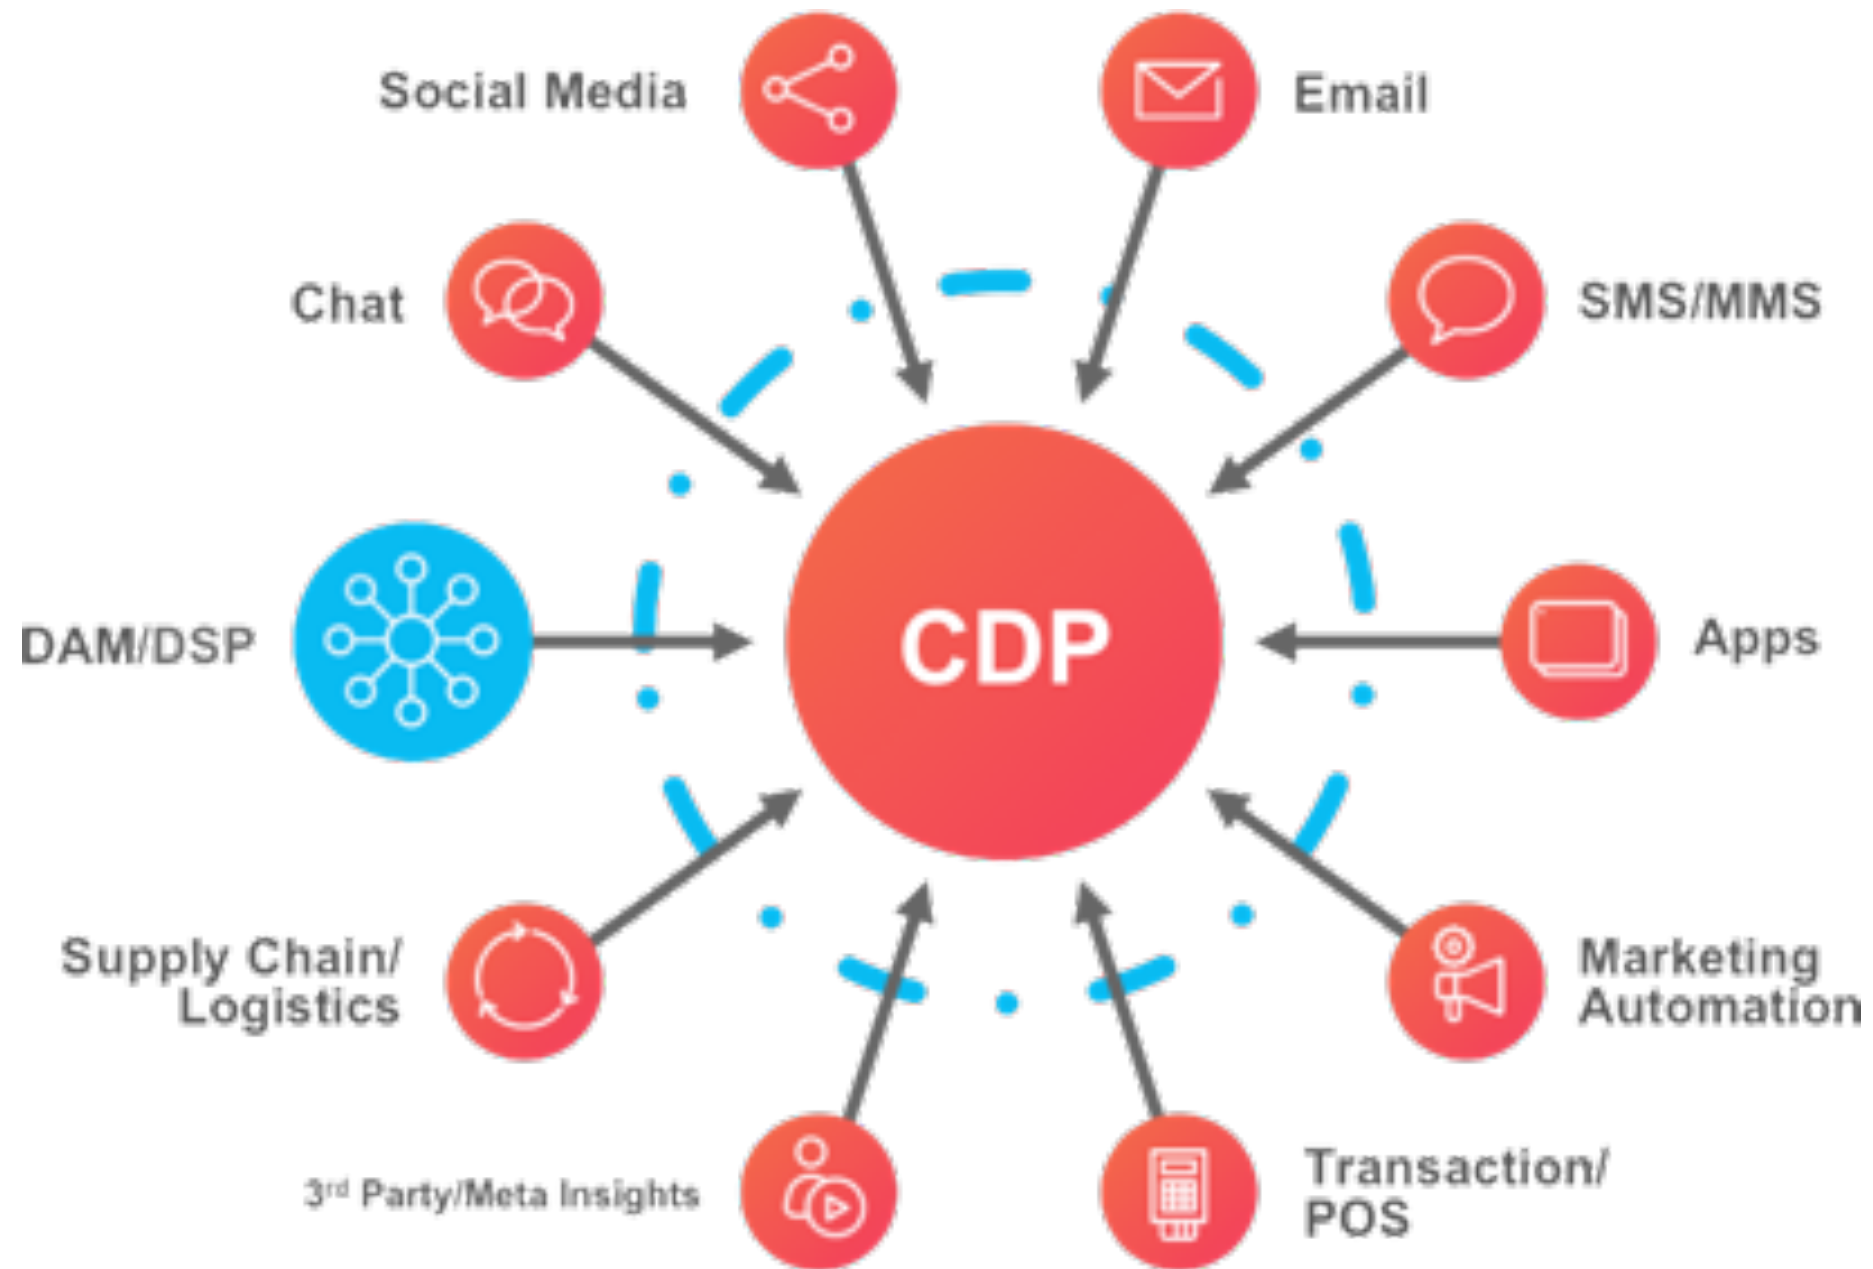 Social Media
Email
Chat
SMS/MMS
DAM/DSP
CDP
Apps
Supply Chain/
Logistics
Marketing
Automation
3rd Party/Meta Insights
Transaction/
POS